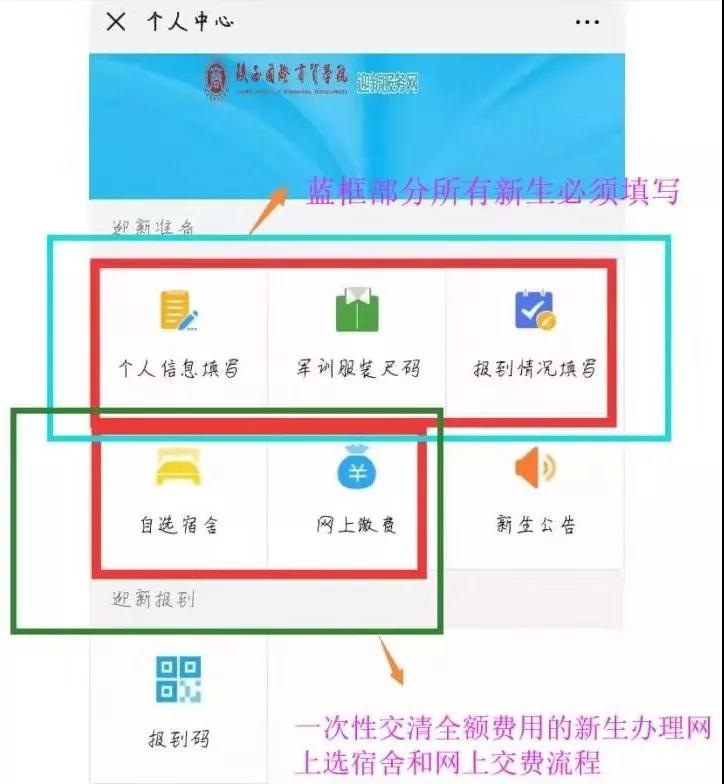 个人中心
陕西国际商贸学院 迎新服务网
蓝框部分所有新生必须填写
迎新准备
个人信息填写 军训服装尺码 报到情况填写
自选宿舍 网上缴费 新生公告
迎新报到
报到码
一次性交清全额费用的新生办理网
上选宿舍和网上交费流程